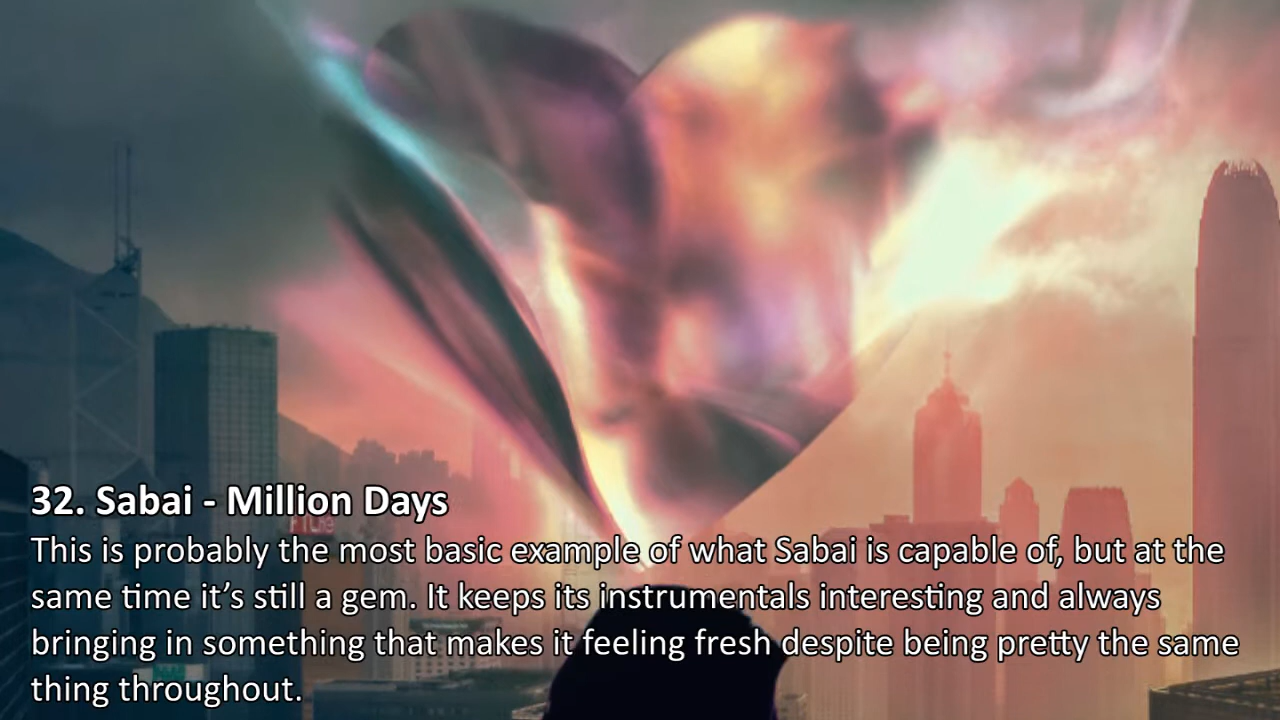 32. Sabai - Million Days
This is probably the most basic example of what Sabai is capable of, but at the
same time it’s still a gem. It keeps its instrumentals interesting and always
bringing in something that makes it feeling fresh despite being pretty the same
thing throughout.